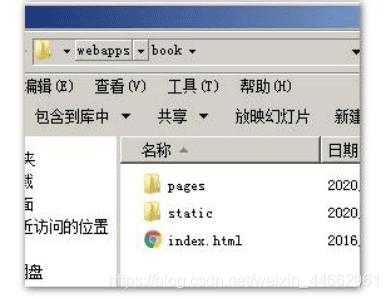 webapps book
编辑(E) 查看(V) 工具(T) 帮助(H)
包含到库中 共享 放映幻灯片 新建
名称 日期
夹
pages 2020
载
面
static 2020
近访问的位置
index.html 2016
https://blog.csdn.net/weixin_44662961